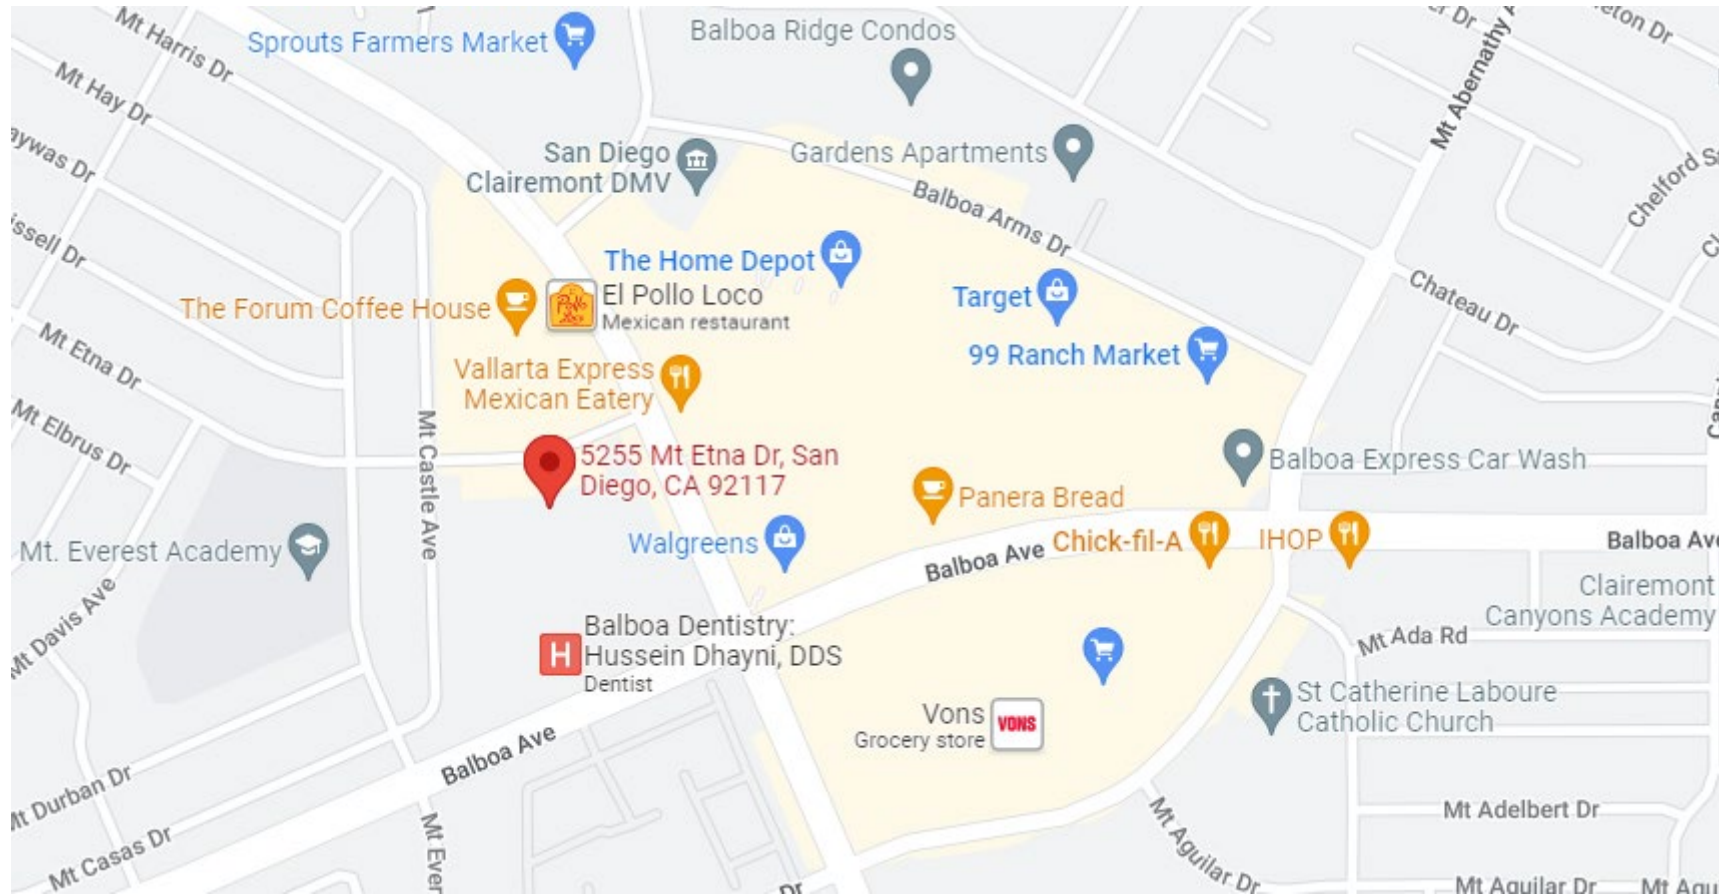 Mt Harris Dr
Sprouts Farmers Market
Balboa Ridge Condos
Mt Hay Dr
Mt Abernathy
San Diego
Clairemont DMV
Gardens Apartments
Chelford
Balboa Arms Dr
The Home Depot
The Forum Coffee House
El Pollo Loco
Mexican restaurant
Target
Chateau Dr
Mt Etna Dr
99 Ranch Market
Vallarta Express
Mexican Eatery
Mt Elbrus Dr
Mt Castle Ave
5255 Mt Etna Dr, San
Diego, CA 92117
Balboa Express Car Wash
Panera Bread
Mt. Everest Academy
Walgreens
Balboa Ave
Chick-fil-A
IHOP
Balboa Ave
Clairemont
Canyons Academy
Mt Davis Ave
H
Balboa Dentistry:
Hussein Dhayni, DDS
Dentist
Mt Ada Rd
St Catherine Laboure
Catholic Church
Vons
Grocery store
VONS
Balboa Ave
Mt Durban Dr
Mt Casas Dr
Mt Ever
Mt Adelbert Dr
Mt Aguilar Dr
Mt Aguilar Dr
Mt Agu
Dr